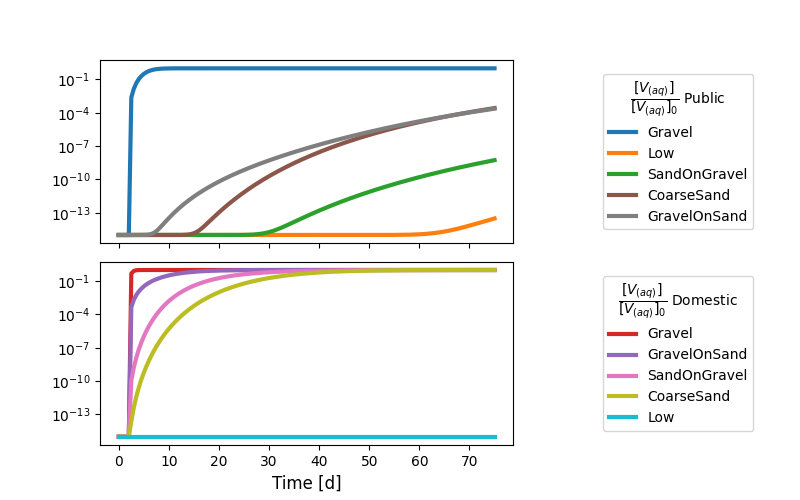 10⁻¹
10⁻⁴
10⁻⁷
10⁻¹⁰
10⁻¹³
[V₍aq₎]
[V₍aq₎]₀ Public
Gravel
Low
SandOnGravel
CoarseSand
GravelOnSand
10⁻¹
10⁻⁴
10⁻⁷
10⁻¹⁰
10⁻¹³
0 10 20 30 40 50 60 70
Time [d]
[V₍aq₎]
[V₍aq₎]₀ Domestic
Gravel
GravelOnSand
SandOnGravel
CoarseSand
Low